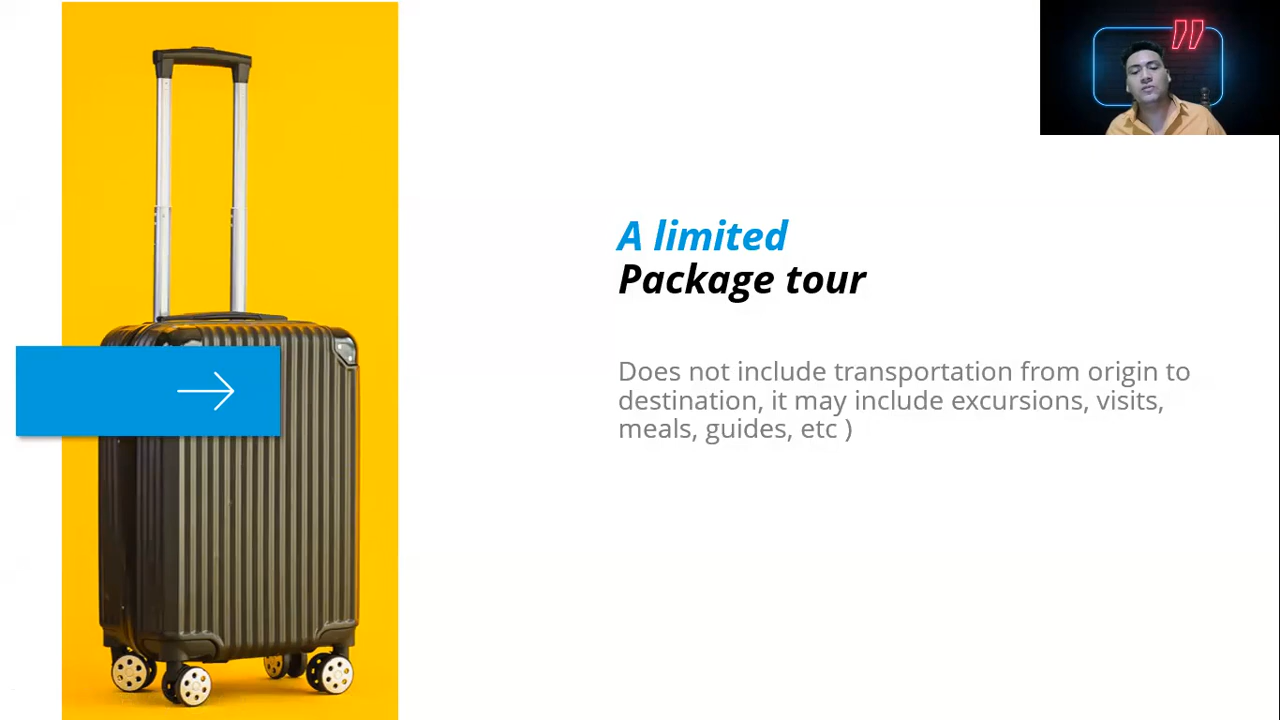 A limited
Package tour
Does not include transportation from origin to
destination, it may include excursions, visits,
meals, guides, etc )